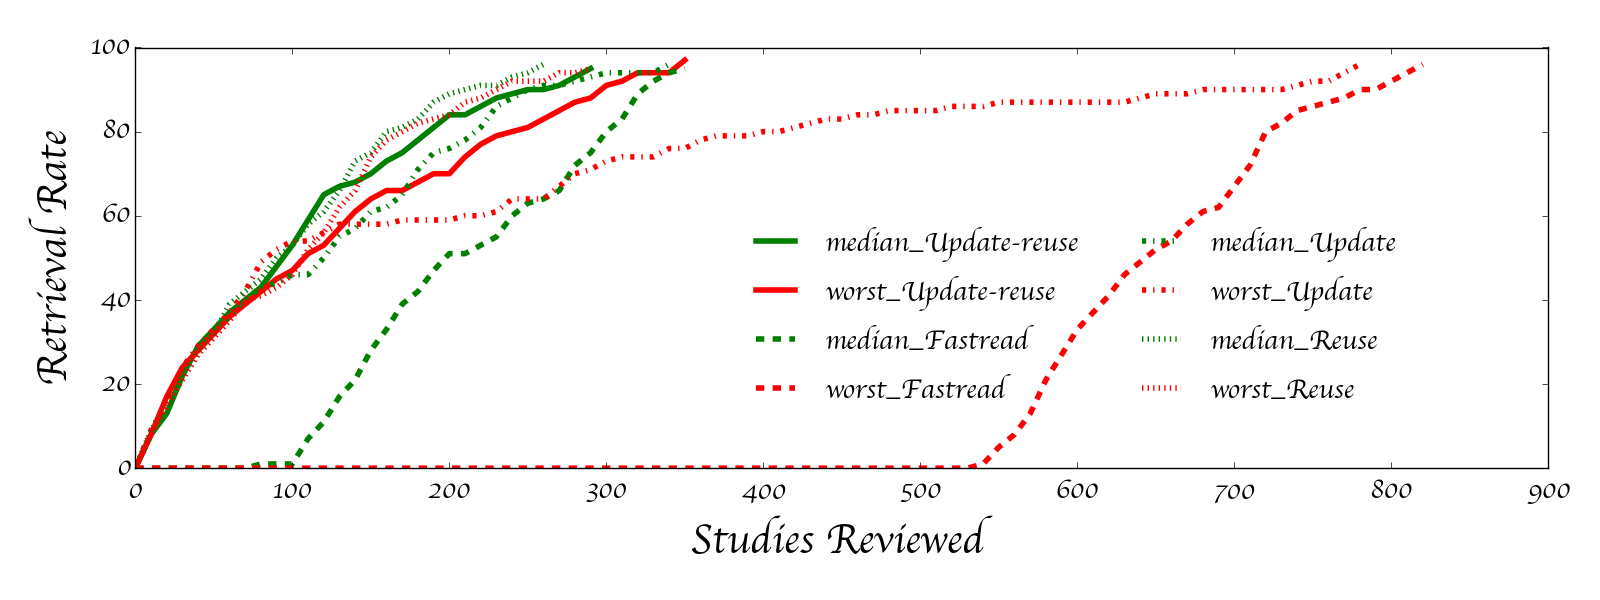 100
80
60
40
20
0
Retrieval Rate
median_Update-reuse
worst_Update-reuse
median_Fastread
worst_Fastread
median_Update
worst_Update
median_Reuse
worst_Reuse
0 100 200 300 400 500 600 700 800 900
Studies Reviewed